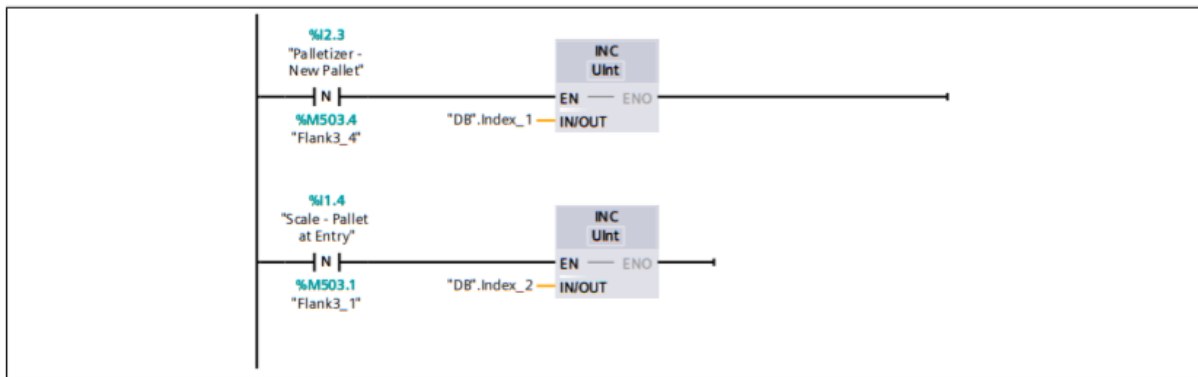 %I2.3
"Palletizer -
New Pallet"
N
%M503.4
"Flank3_4"
INC
UInt
EN ENO
"DB".Index_1 IN/OUT
%I1.4
"Scale - Pallet
at Entry"
N
%M503.1
"Flank3_1"
INC
UInt
EN ENO
"DB".Index_2 IN/OUT